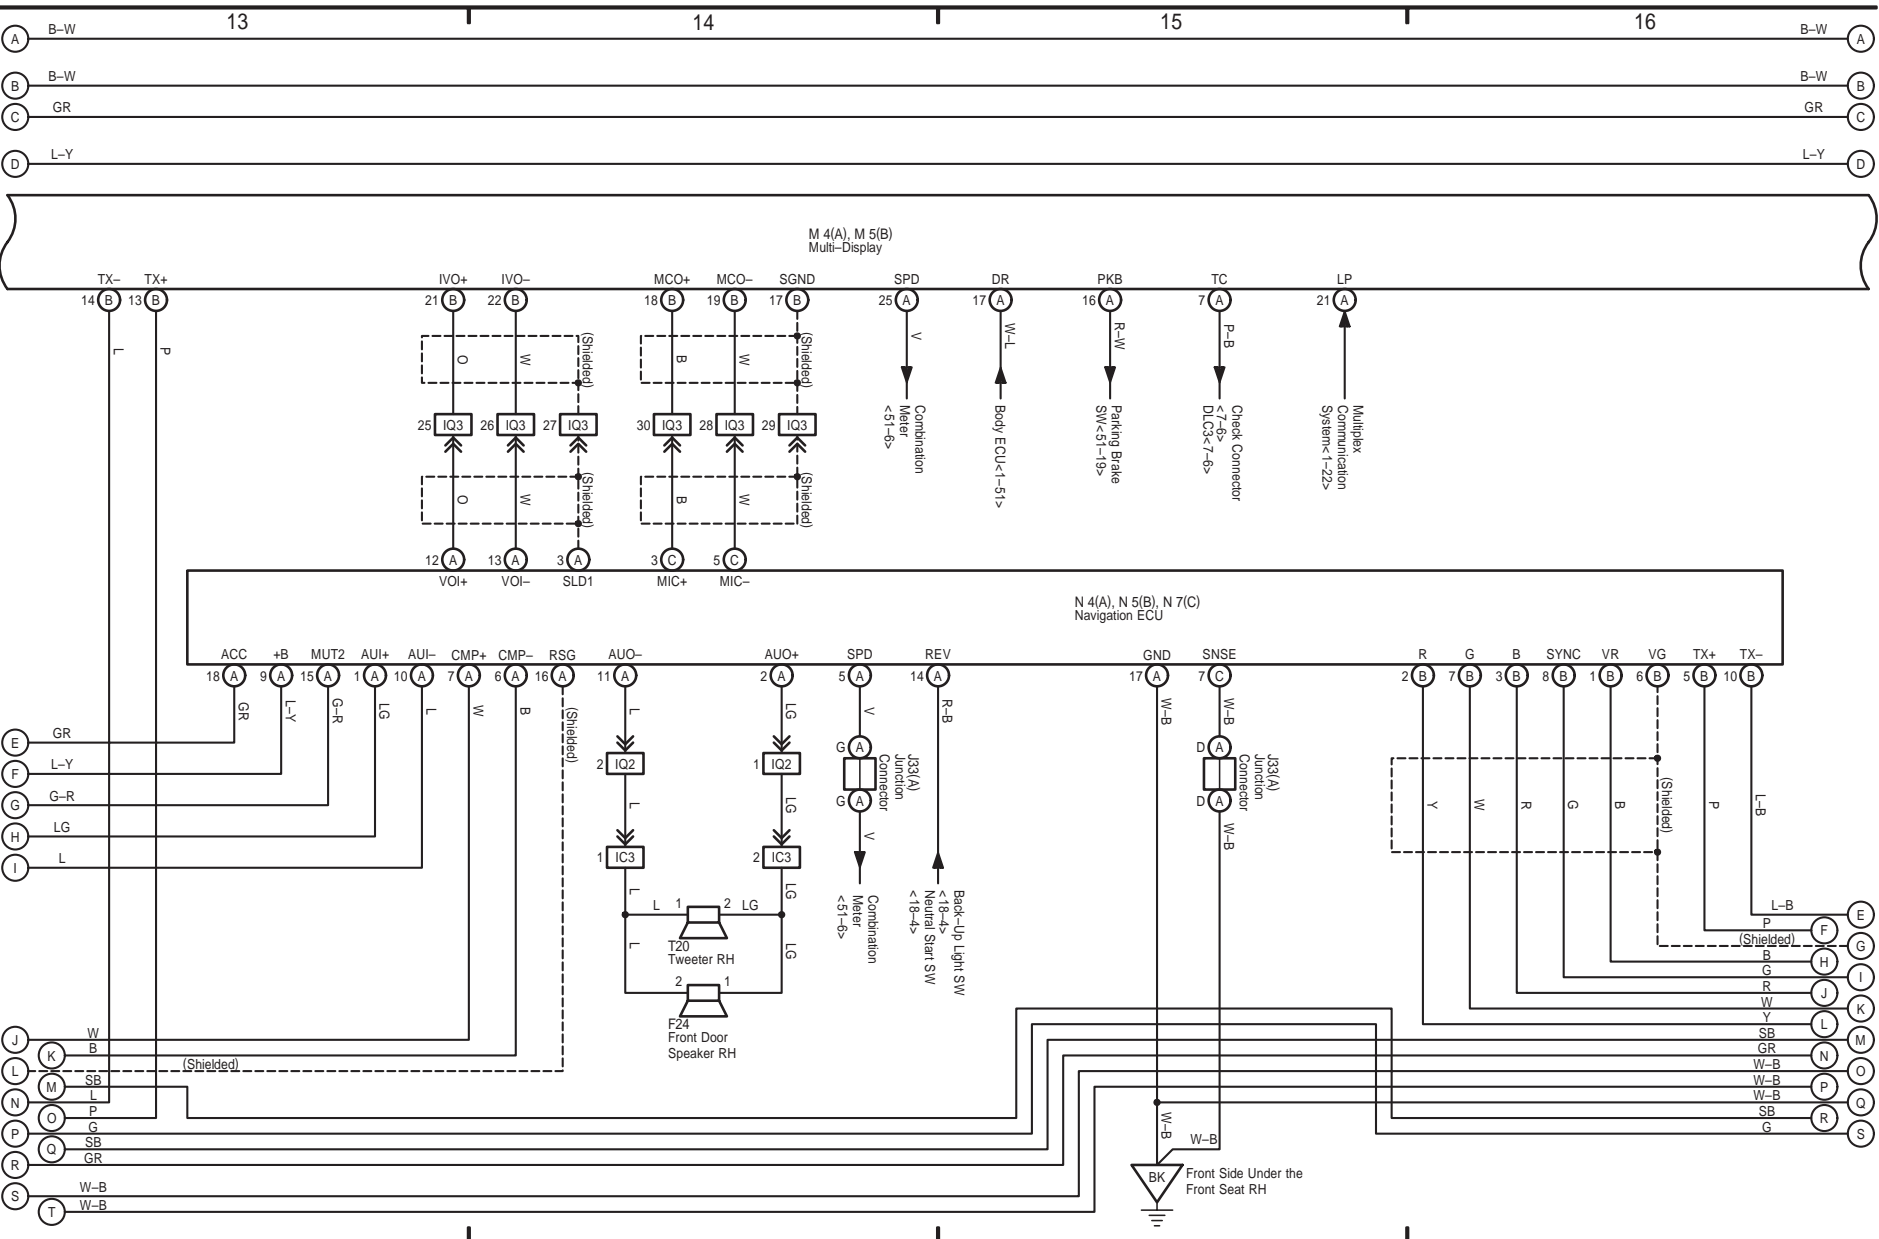 13 14 15 16
A B–W B–W A
B B–W B–W B
C GR GR C
D L–Y L–Y D
M 4(A), M 5(B)
Multi–Display
TX– TX+ IVO+ IVO– MCO+ MCO– SGND SPD DR PKB TC LP
14 B 13 B 21 B 22 B 18 B 19 B 17 B 25 A 17 A 16 A 7 A 21 A
L P O W (Shielded) B W (Shielded) V W–L R–W P–B
25 IQ3 26 IQ3 27 IQ3 30 IQ3 28 IQ3 29 IQ3
Combination
Meter
<51–6>
Body ECU<1–51>
Parking Brake
SW<51–19>
Check Connector
<7–6>
DLC3<7–6>
Multiplex
Communication
System<1–22>
O W (Shielded) B W (Shielded)
12 A 13 A 3 A 3 C 5 C
VOI+ VOI– SLD1 MIC+ MIC–
N 4(A), N 5(B), N 7(C)
Navigation ECU
ACC +B MUT2 AUI+ AUI– CMP+ CMP– RSG AUO– AUO+ SPD REV GND SNSE R G B SYNC VR VG TX+ TX–
18 A 9 A 15 A 1 A 10 A 7 A 6 A 16 A 11 A 2 A 5 A 14 A 17 A 7 C 2 B 7 B 3 B 8 B 1 B 6 B 5 B 10 B
GR L–Y G–R LG L W B (Shielded) L LG V R–B W–B W–B
E GR
F L–Y
G G–R
H LG
I L
2 IQ2 1 IQ2
G A
G A
J33(A)
Junction
Connector
D A
D A
J33(A)
Junction
Connector
L LG V W–B
Y W R G B (Shielded) P L–B
1 IC3 2 IC3
L LG
L 1 2 LG
T20
Tweeter RH
L LG
2 1
F24
Front Door
Speaker RH
Combination
Meter
<51–6>
Back–Up Light SW
<18–4>
Neutral Start SW
<18–4>
L–B E
P F
(Shielded) G
B H
G I
R J
W K
Y L
SB M
GR N
W–B O
W–B P
W–B Q
SB R
G S
J W
K B
L (Shielded)
M SB
N L
O P
P G
Q SB
R GR
S W–B
T W–B
W–B W–B
BK Front Side Under the
Front Seat RH